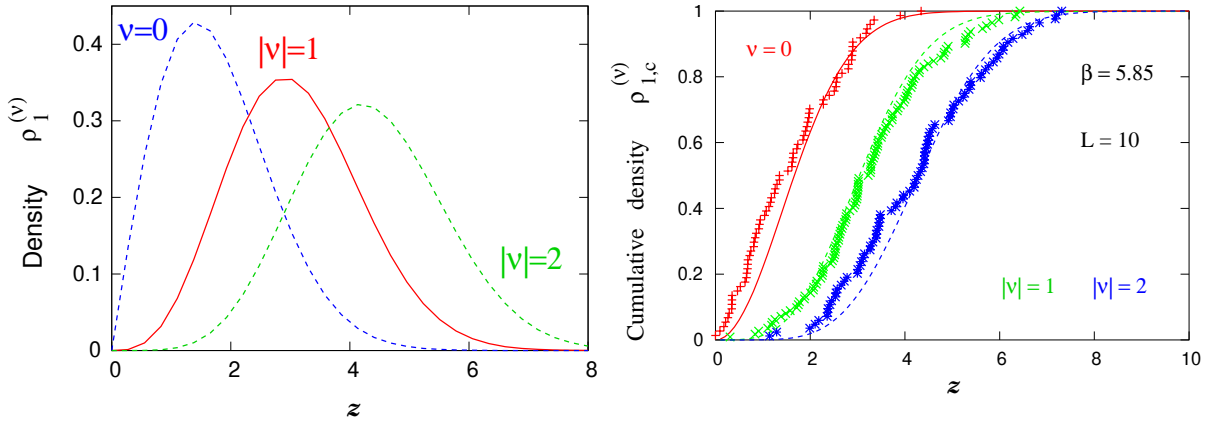 ν=0
|ν|=1
|ν|=2
Density ρ₁^(ν)
0.4
0.3
0.2
0.1
0
0 2 4 6 8
z
ν = 0
β = 5.85
L = 10
|ν| = 1 |ν| = 2
Cumulative density ρ_{1,c}^(ν)
1
0.8
0.6
0.4
0.2
0
0 2 4 6 8 10
z